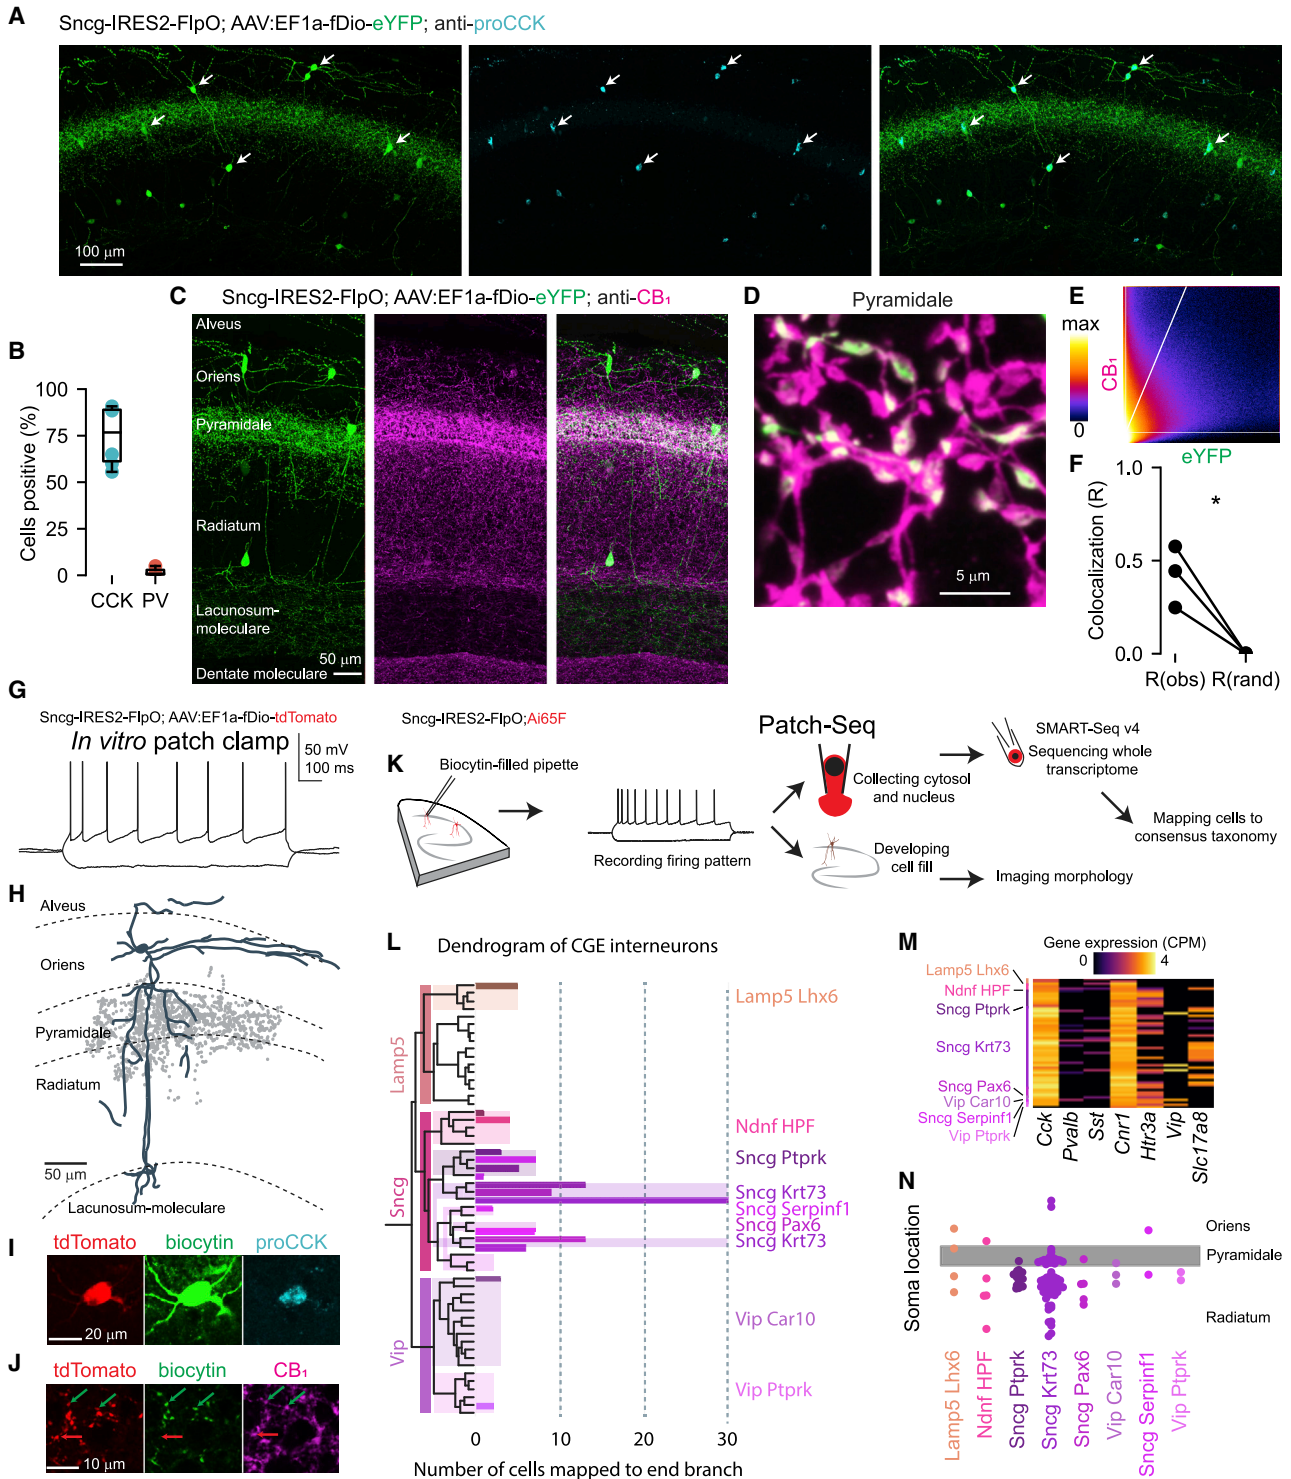 A
Sncg-IRES2-FlpO; AAV:EF1a-fDio-eYFP; anti-proCCK
100 μm
B
Cells positive (%)
100
75
50
25
0
CCK PV
C
Sncg-IRES2-FlpO; AAV:EF1a-fDio-eYFP; anti-CB₁
Alveus
Oriens
Pyramidale
Radiatum
Lacunosum-
moleculare
50 μm
Dentate moleculare
D
Pyramidale
5 μm
E
max
CB₁
0
eYFP
F
Colocalization (R)
1.0
0.5
0.0
*
R(obs) R(rand)
G
Sncg-IRES2-FlpO; AAV:EF1a-fDio-tdTomato
In vitro patch clamp
50 mV
100 ms
H
Alveus
Oriens
Pyramidale
Radiatum
50 μm
Lacunosum-moleculare
I
tdTomato biocytin proCCK
20 μm
J
tdTomato biocytin CB₁
10 μm
K
Sncg-IRES2-FlpO;Ai65F
Biocytin-filled pipette
Recording firing pattern
Patch-Seq
Collecting cytosol
and nucleus
SMART-Seq v4
Sequencing whole
transcriptome
Mapping cells to
consensus taxonomy
Developing
cell fill
Imaging morphology
L
Dendrogram of CGE interneurons
Lamp5
Sncg
Vip
Lamp5 Lhx6
Ndnf HPF
Sncg Ptprk
Sncg Krt73
Sncg Serpinf1
Sncg Pax6
Sncg Krt73
Vip Car10
Vip Ptprk
0 10 20 30
Number of cells mapped to end branch
M
Gene expression (CPM)
0 4
Lamp5 Lhx6
Ndnf HPF
Sncg Ptprk
Sncg Krt73
Sncg Pax6
Vip Car10
Sncg Serpinf1
Vip Ptprk
Cck
Pvalb
Sst
Cnr1
Htr3a
Vip
Slc17a8
N
Soma location
Oriens
Pyramidale
Radiatum
Lamp5 Lhx6
Ndnf HPF
Sncg Ptprk
Sncg Krt73
Sncg Pax6
Vip Car10
Sncg Serpinf1
Vip Ptprk